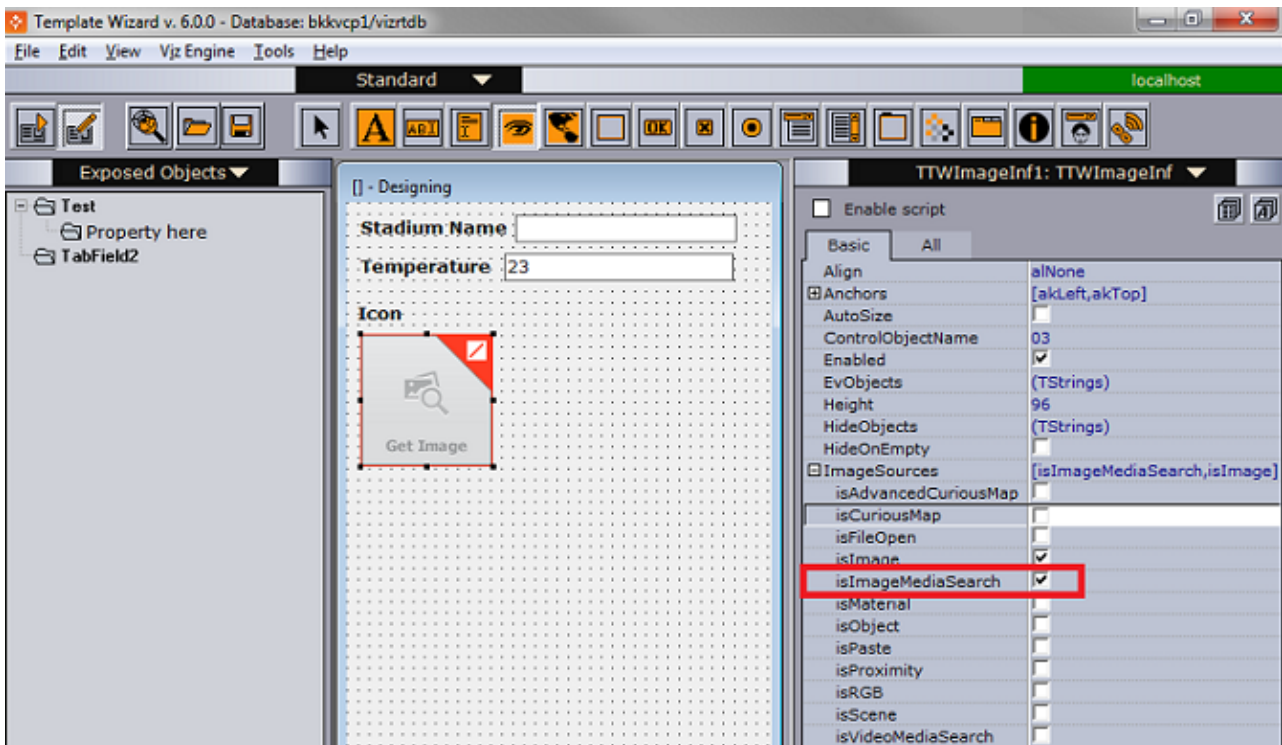 Template Wizard v. 6.0.0 - Database: bkkvcp1/vizrtdb
File Edit View Viz Engine Tools Help
Standard
localhost
A ABI I OK
Exposed Objects
Test
Property here
TabField2
[] - Designing
Stadium Name
Temperature 23
Icon
Get Image
TTWImageInf1: TTWImageInf
Enable script
Basic All
Align alNone
Anchors [akLeft,akTop]
AutoSize
ControlObjectName 03
Enabled
EvObjects (TStrings)
Height 96
HideObjects (TStrings)
HideOnEmpty
ImageSources [isImageMediaSearch,isImage]
isAdvancedCuriousMap
isCuriousMap
isFileOpen
isImage
isImageMediaSearch
isMaterial
isObject
isPaste
isProximity
isRGB
isScene
isVideoMediaSearch